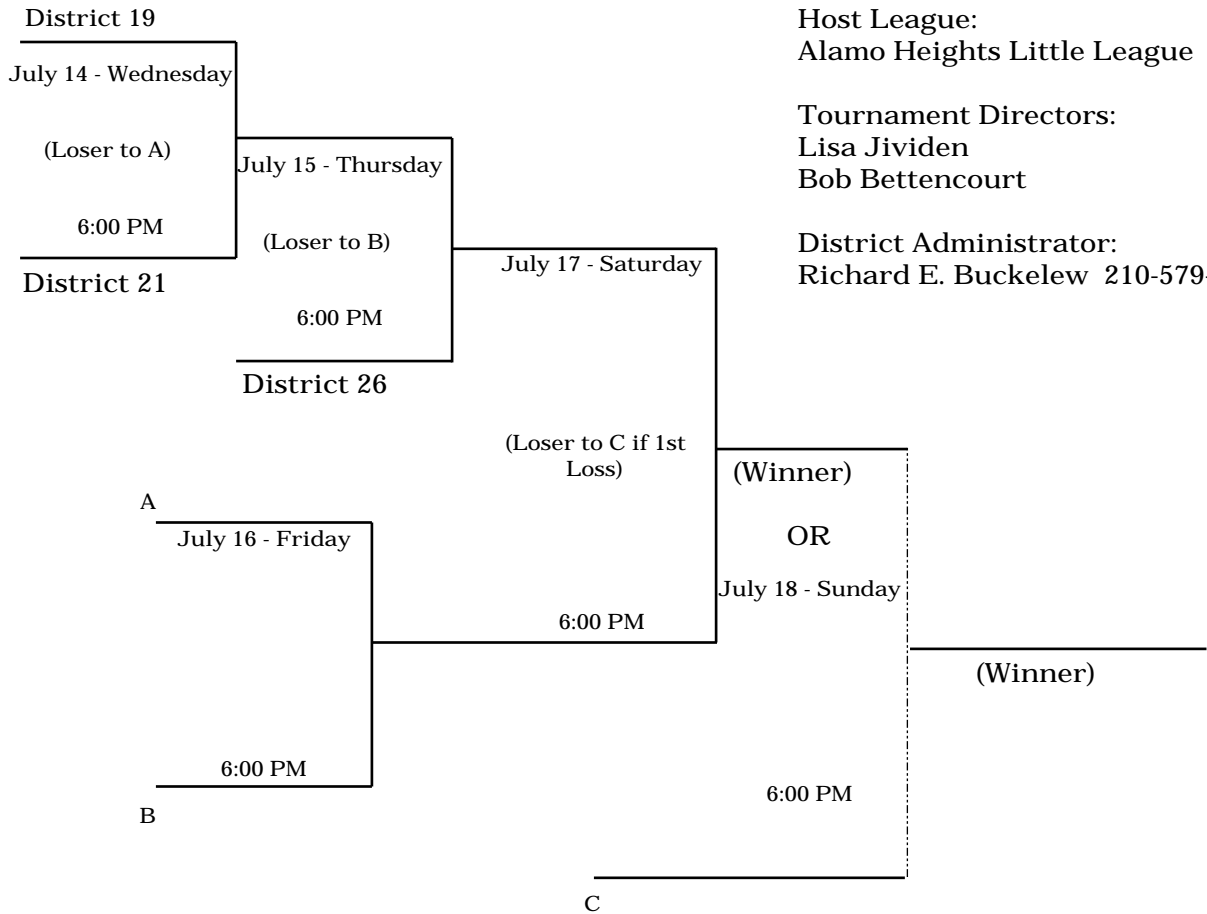 District 19
July 14 - Wednesday
(Loser to A)
6:00 PM
District 21
July 15 - Thursday
(Loser to B)
6:00 PM
District 26
July 17 - Saturday
(Loser to C if 1st
Loss)
6:00 PM
A
July 16 - Friday
6:00 PM
B
(Winner)
OR
July 18 - Sunday
6:00 PM
C
(Winner)
Host League:
Alamo Heights Little League
Tournament Directors:
Lisa Jividen
Bob Bettencourt
District Administrator:
Richard E. Buckelew 210-579-